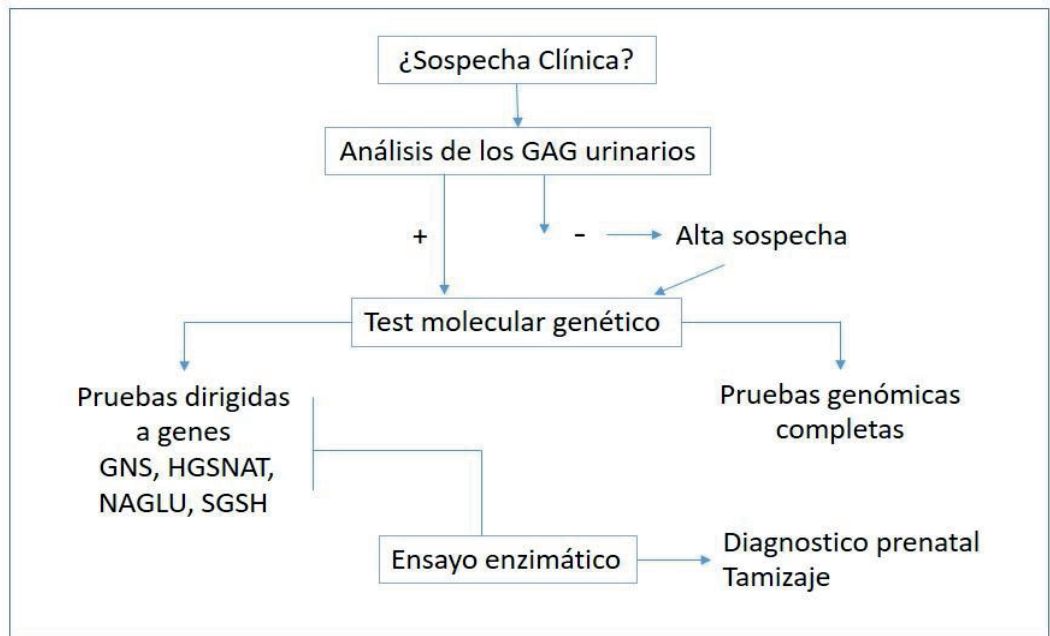 ¿Sospecha Clínica?
Análisis de los GAG urinarios
+
-
Alta sospecha
Test molecular genético
Pruebas dirigidas
a genes
GNS, HGSNAT,
NAGLU, SGSH
Pruebas genómicas
completas
Ensayo enzimático
Diagnostico prenatal
Tamizaje